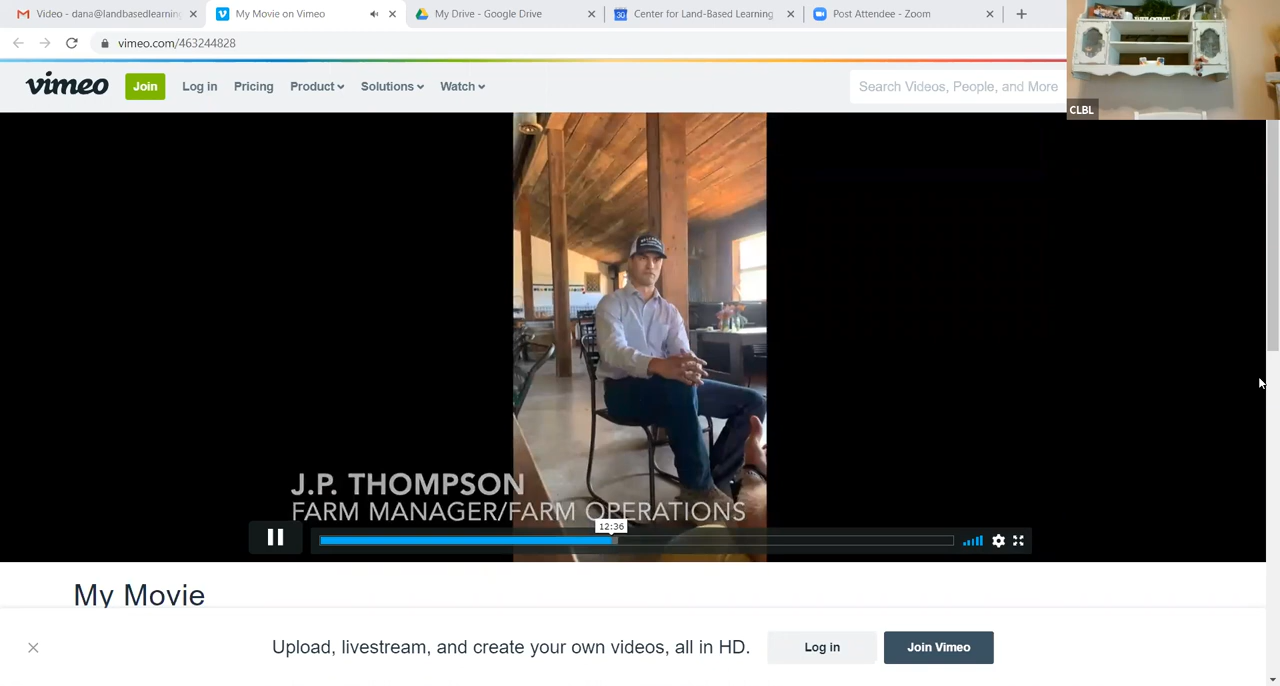 Video - dana@landbasedlearning
My Movie on Vimeo
My Drive - Google Drive
30 Center for Land-Based Learning
Post Attendee - Zoom
vimeo.com/463244828
vimeo
Join
Log in
Pricing
Product
Solutions
Watch
Search Videos, People, and More
CLBL
J.P. THOMPSON
FARM MANAGER/FARM OPERATIONS
12:36
My Movie
Upload, livestream, and create your own videos, all in HD.
Log in
Join Vimeo